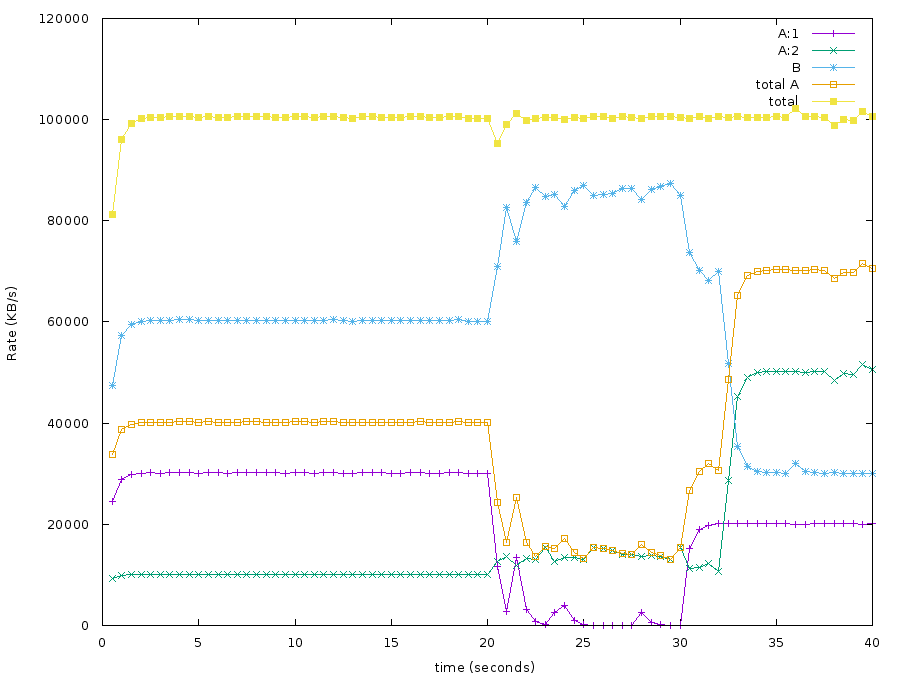 120000
100000
80000
60000
40000
20000
0
Rate (KB/s)
A:1
A:2
B
total A
total
0 5 10 15 20 25 30 35 40
time (seconds)